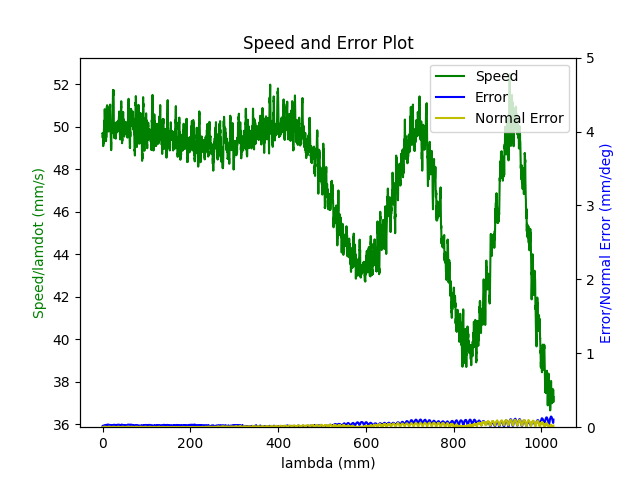 Speed and Error Plot
Speed
Error
Normal Error
Speed/lamdot (mm/s)
52
50
48
46
44
42
40
38
36
5
4
3
2
1
0
Error/Normal Error (mm/deg)
0 200 400 600 800 1000
lambda (mm)